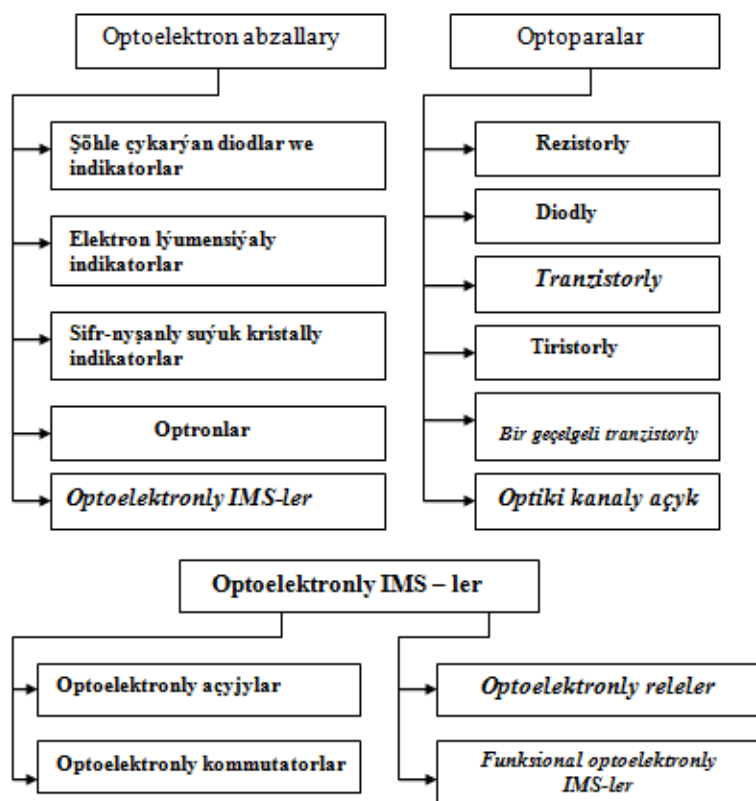 Optoelektron abzallary
Şöhle çykarýan diodlar we
indikatorlar
Elektron lýumensiýaly
indikatorlar
Sifr-nyşanly suýuk kristally
indikatorlar
Optronlar
Optoelektronly IMS-ler
Optoparalar
Rezistorly
Diodly
Tranzistorly
Tiristorly
Bir geçelgeli tranzistorly
Optiki kanaly açyk
Optoelektronly IMS – ler
Optoelektronly açyjylar
Optoelektronly kommutatorlar
Optoelektronly releler
Funksional optoelektronly
IMS-ler